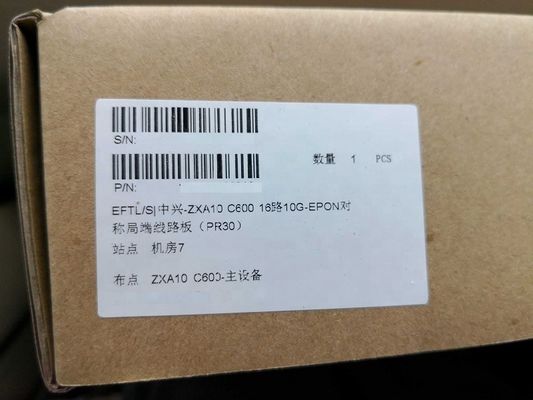 S/N:
数量 1 PCS
P/N:
EFTL/S|中兴-ZXA10 C600 16路10G-EPON对
称局端线路板（PR30）
站点 机房7
布点 ZXA10 C600-主设备